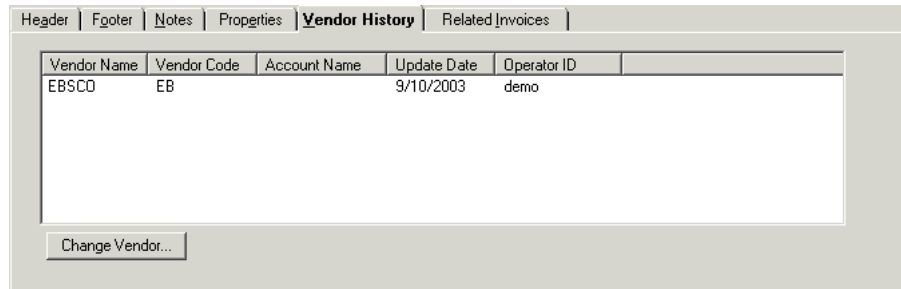 Header Footer Notes Properties Vendor History Related Invoices
Vendor Name Vendor Code Account Name Update Date Operator ID
EBSCO EB 9/10/2003 demo
Change Vendor...